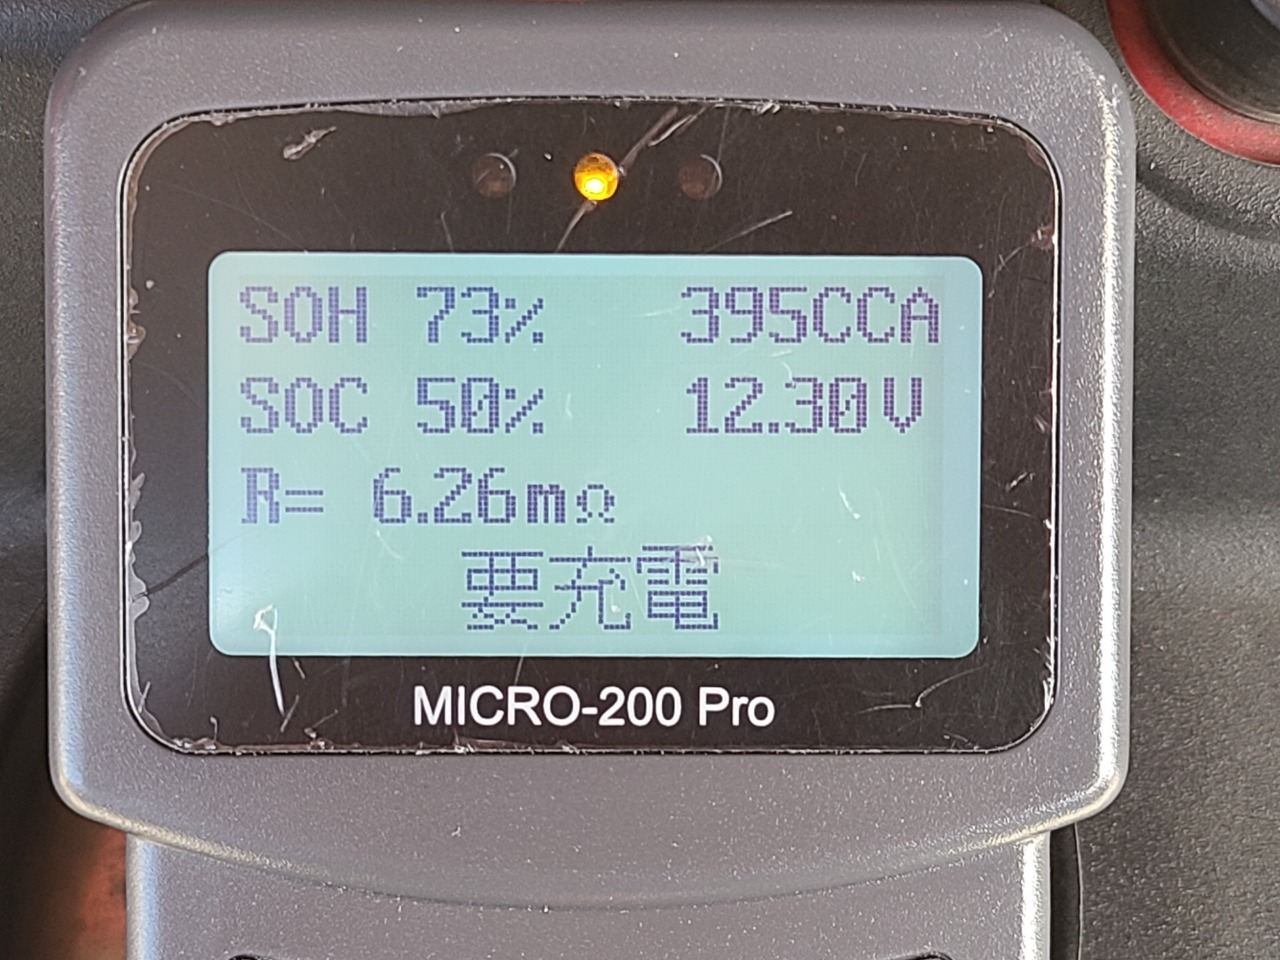 SOH 73% 395CCA
SOC 50% 12.30V
R= 6.26mΩ
要充電
MICRO-200 Pro